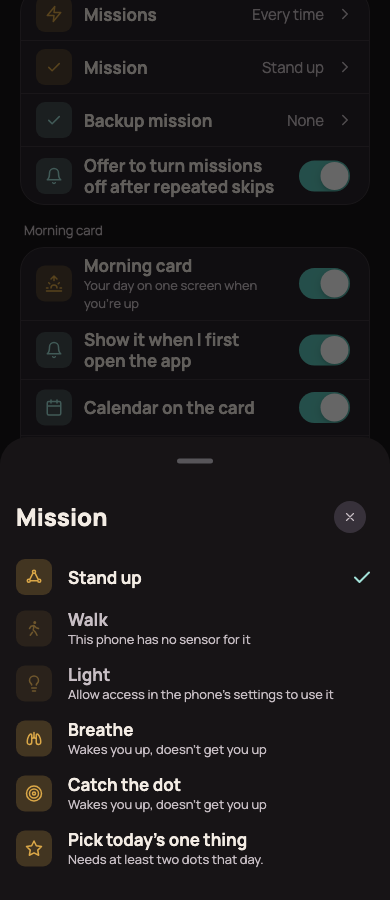 Missions
Every time
Mission
Stand up
Backup mission
None
Offer to turn missions
off after repeated skips
Morning card
Morning card
Your day on one screen when
you're up
Show it when I first
open the app
Calendar on the card
Mission
Stand up
Walk
This phone has no sensor for it
Light
Allow access in the phone's settings to use it
Breathe
Wakes you up, doesn't get you up
Catch the dot
Wakes you up, doesn't get you up
Pick today's one thing
Needs at least two dots that day.